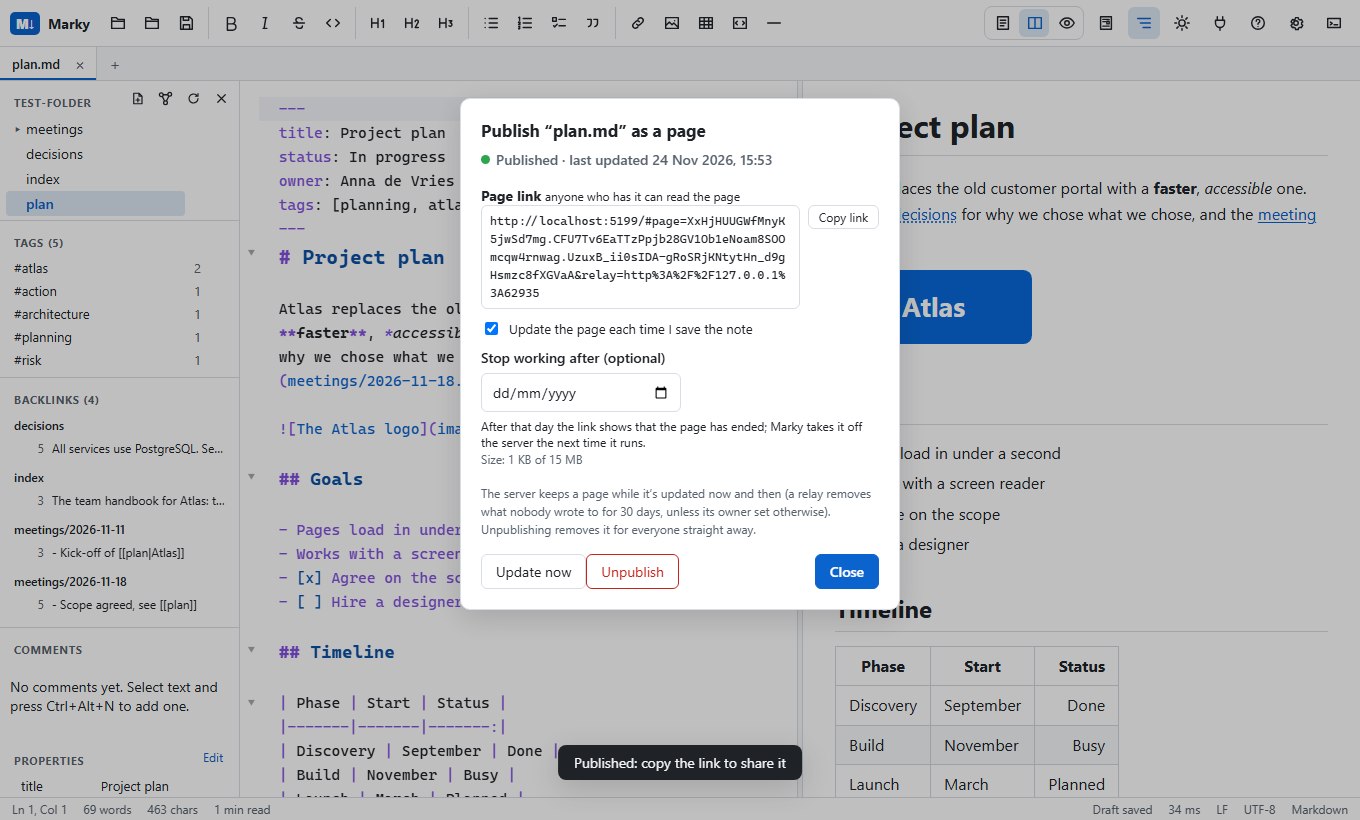 M↓ Marky
B I S <> H1 H2 H3
plan.md × +
TEST-FOLDER
meetings
decisions
index
plan
TAGS (5)
#atlas 2
#action 1
#architecture 1
#planning 1
#risk 1
BACKLINKS (4)
decisions
5 All services use PostgreSQL. Se...
index
3 The team handbook for Atlas: t...
meetings/2026-11-11
3 - Kick-off of [[plan|Atlas]]
meetings/2026-11-18
5 - Scope agreed, see [[plan]]
COMMENTS
No comments yet. Select text and
press Ctrl+Alt+N to add one.
PROPERTIES Edit
title Project plan
---
title: Project plan
status: In progress
owner: Anna de Vries
tags: [planning, atla
---
# Project plan
Atlas replaces the ol
**faster**, *accessib
why we chose what we
(meetings/2026-11-18.
![The Atlas logo](ima
## Goals
- Pages load in under
- Works with a screen
- [x] Agree on the sc
- [ ] Hire a designer
## Timeline
| Phase | Start | Status |
|-------|-------|-------:|
| Discovery | September | Done |
| Build | November | Busy |
| Launch | March | Planned |
Publish “plan.md” as a page
Published · last updated 24 Nov 2026, 15:53
Page link anyone who has it can read the page
http://localhost:5199/#page=XxHjHUUGWfMnyK
5jwSd7mg.CFU7Tv6EaTTzPpjb28GV1Ob1eNoam8SOO
mcqw4rnwag.UzuxB_ii0sIDA-gRoSRjKNtytHn_d9g
Hsmzc8fXGVaA&relay=http%3A%2F%2F127.0.0.1%
3A62935
Copy link
Update the page each time I save the note
Stop working after (optional)
dd/mm/yyyy
After that day the link shows that the page has ended; Marky takes it off
the server the next time it runs.
Size: 1 KB of 15 MB
The server keeps a page while it’s updated now and then (a relay removes
what nobody wrote to for 30 days, unless its owner set otherwise).
Unpublishing removes it for everyone straight away.
Update now Unpublish Close
ect plan
aces the old customer portal with a faster, accessible one.
ecisions for why we chose what we chose, and the meeting
Atlas
load in under a second
with a screen reader
e on the scope
a designer
Timeline
Phase Start Status
Discovery September Done
Build November Busy
Launch March Planned
Published: copy the link to share it
Ln 1, Col 1 69 words 463 chars 1 min read
Draft saved 34 ms LF UTF-8 Markdown